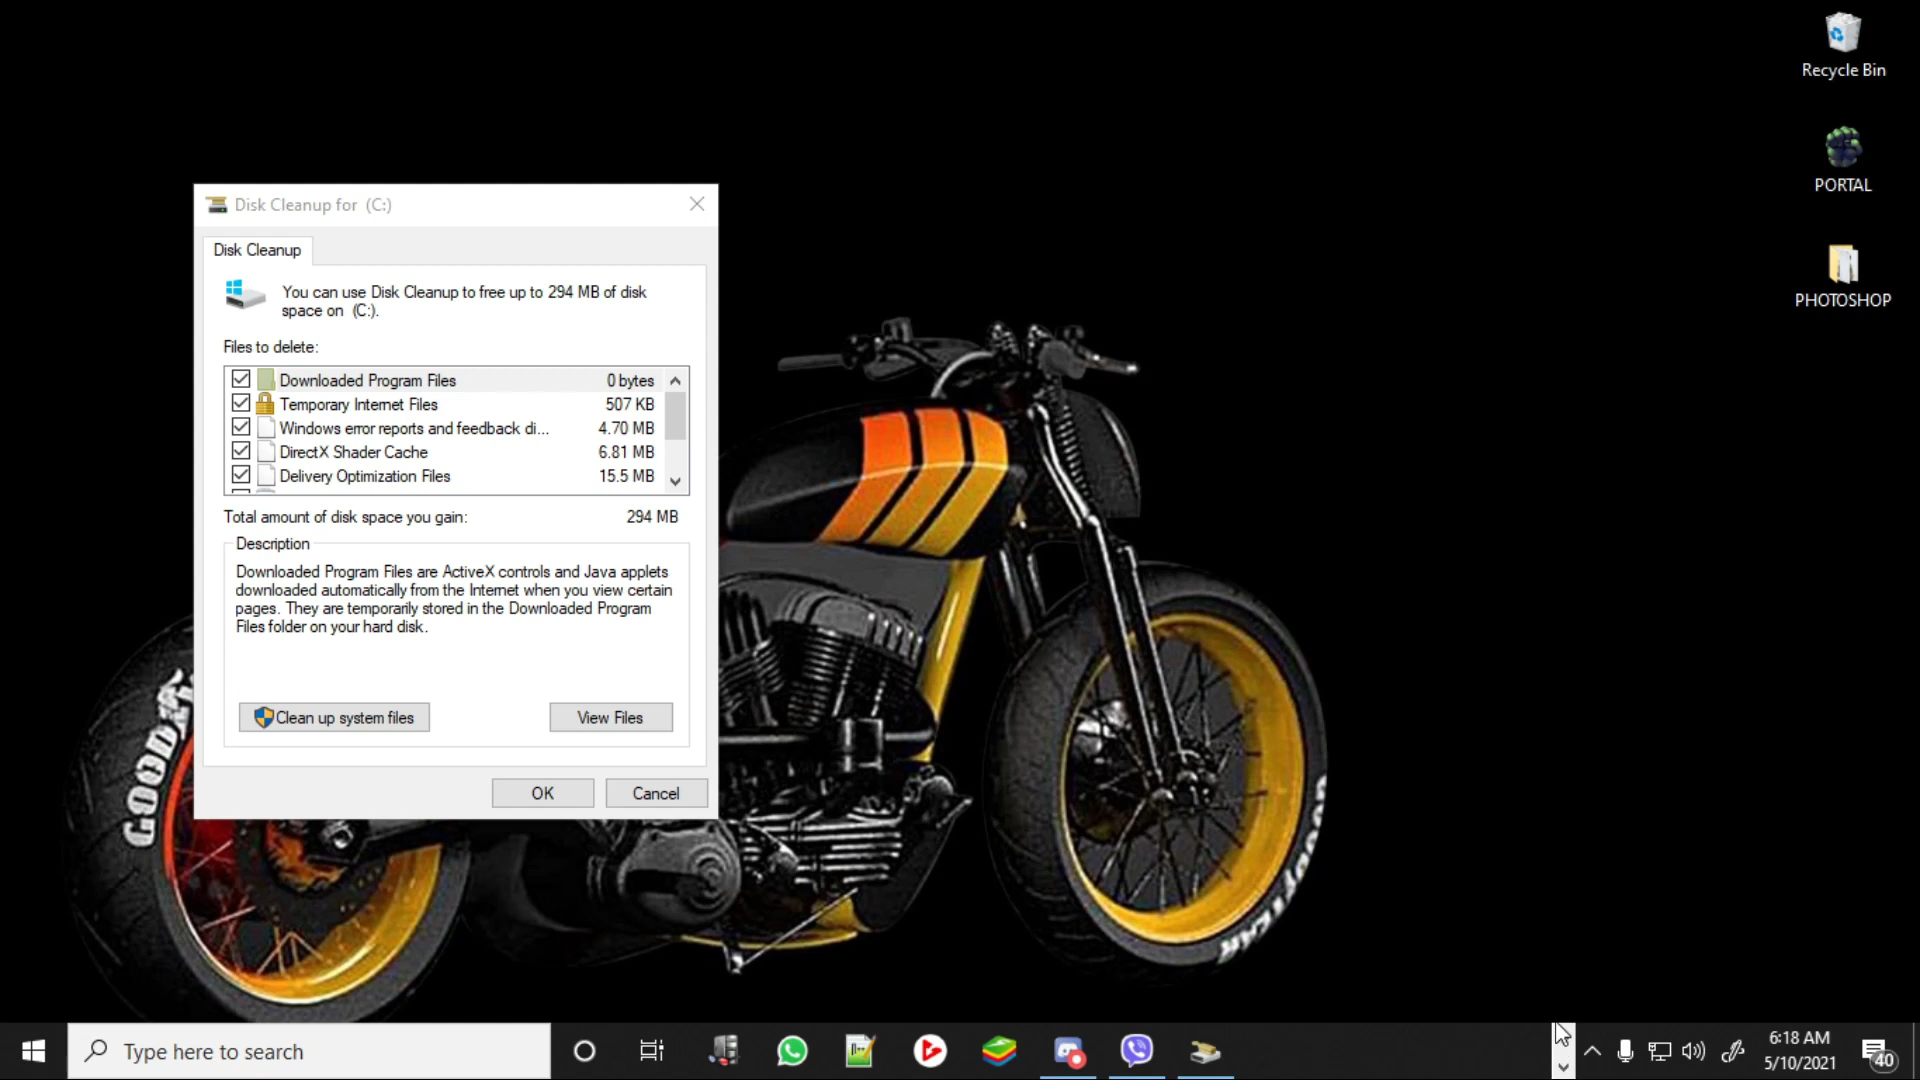 Recycle Bin
PORTAL
PHOTOSHOP
Disk Cleanup for  (C:)
Disk Cleanup
You can use Disk Cleanup to free up to 294 MB of disk
space on  (C:).
Files to delete:
Downloaded Program Files 0 bytes
Temporary Internet Files 507 KB
Windows error reports and feedback di... 4.70 MB
DirectX Shader Cache 6.81 MB
Delivery Optimization Files 15.5 MB
Total amount of disk space you gain: 294 MB
Description
Downloaded Program Files are ActiveX controls and Java applets
downloaded automatically from the Internet when you view certain
pages. They are temporarily stored in the Downloaded Program
Files folder on your hard disk.
Clean up system files View Files
OK Cancel
Type here to search
6:18 AM
5/10/2021
40